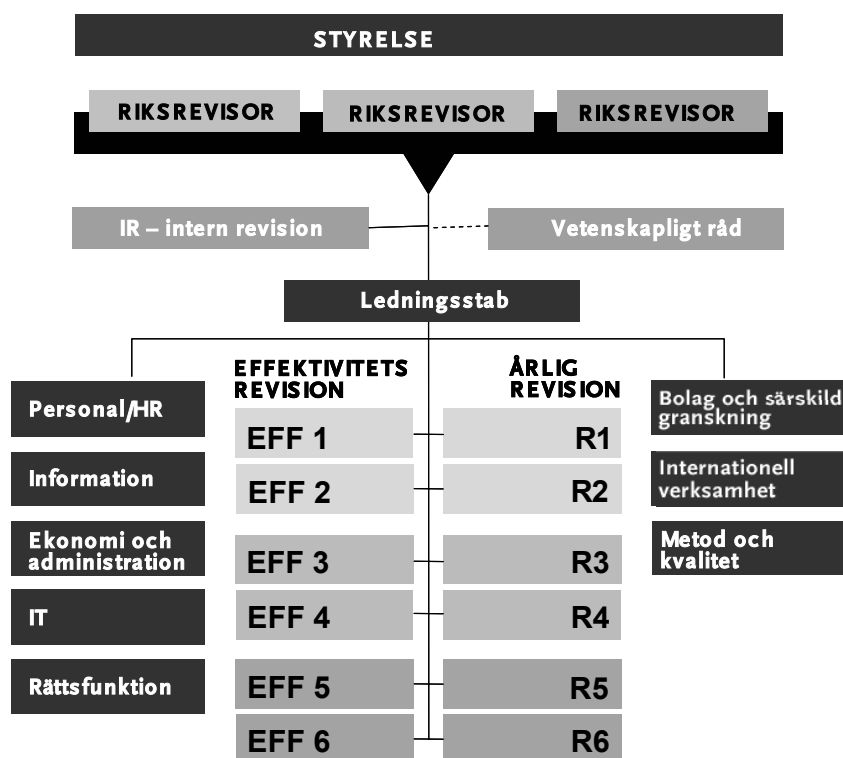 STYRELSE
RIKSREVISOR
RIKSREVISOR
RIKSREVISOR
IR – intern revision
Vetenskapligt råd
Ledningsstab
Personal/HR
Information
Ekonomi och
administration
IT
Rättsfunktion
EFFEKTIVITETS
REVISION
EFF 1
EFF 2
EFF 3
EFF 4
EFF 5
EFF 6
ÅRLIG
REVISION
R1
R2
R3
R4
R5
R6
Bolag och särskild
granskning
Internationell
verksamhet
Metod och
kvalitet